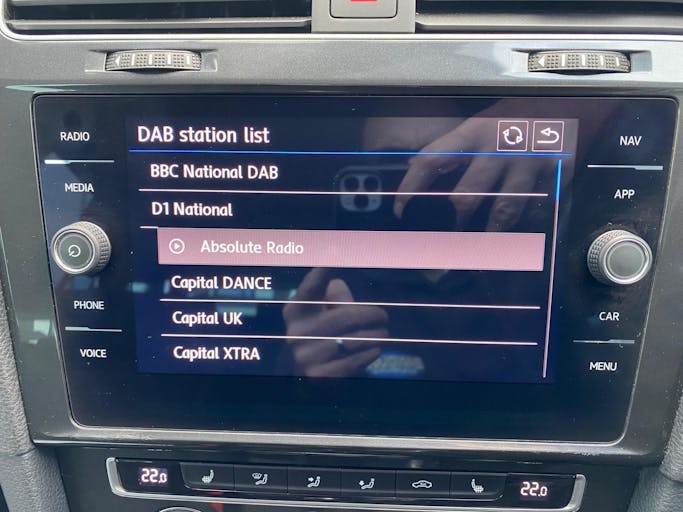 RADIO
MEDIA
PHONE
VOICE
DAB station list
BBC National DAB
D1 National
Absolute Radio
Capital DANCE
Capital UK
Capital XTRA
NAV
APP
CAR
MENU
22.0
22.0